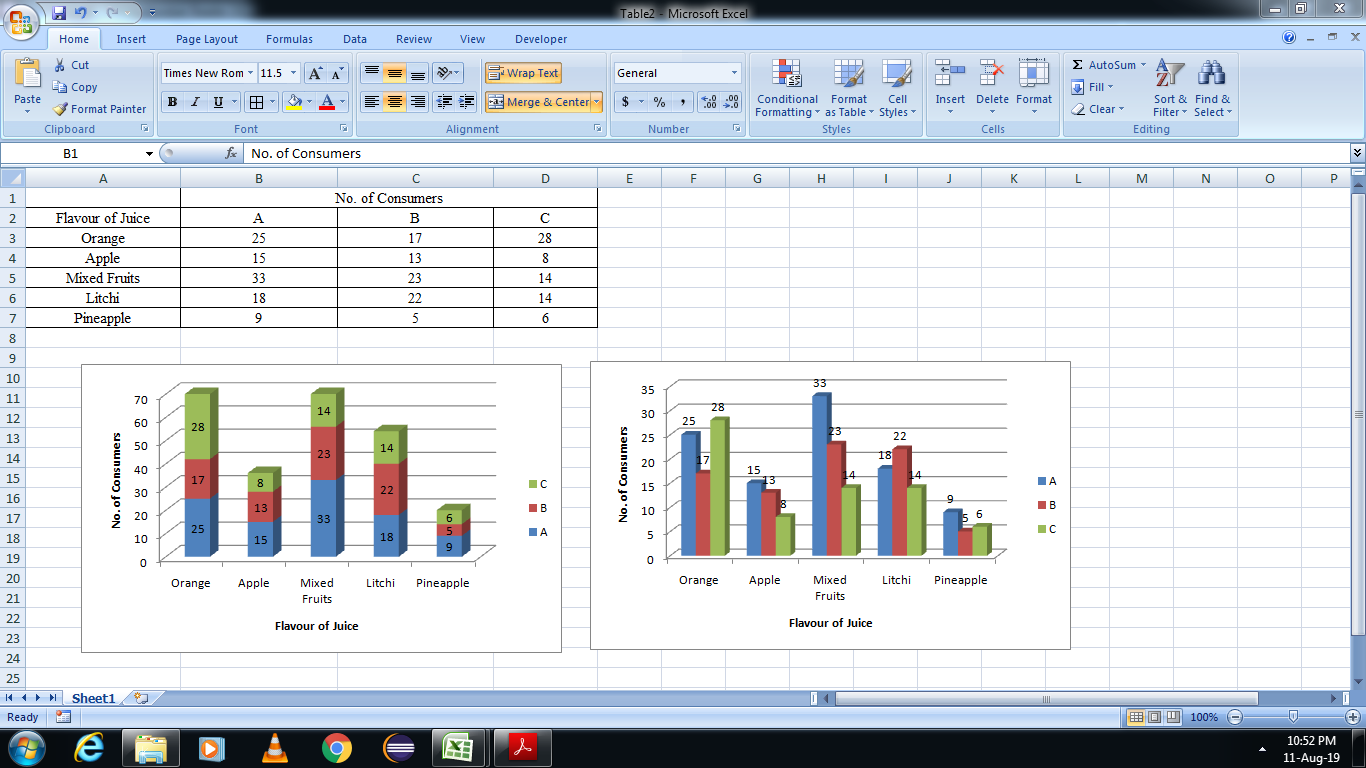 Table2 - Microsoft Excel
Home Insert Page Layout Formulas Data Review View Developer
Paste
Cut
Copy
Format Painter
Clipboard
Times New Rom 11.5 A A
B I U A
Font
Wrap Text
Merge & Center
Alignment
General
$ % , .0 .00 .00 .0
Number
Conditional Formatting
Format as Table
Cell Styles
Styles
Insert Delete Format
Cells
Σ AutoSum
Fill
Clear
Sort & Filter
Find & Select
Editing
B1 fx No. of Consumers
A B C D E F G H I J K L M N O P
1 No. of Consumers
2 Flavour of Juice A B C
3 Orange 25 17 28
4 Apple 15 13 8
5 Mixed Fruits 33 23 14
6 Litchi 18 22 14
7 Pineapple 9 5 6
8
9
10
11
12
13
14
15
16
17
18
19
20
21
22
23
24
25
No. of Consumers
70
60
50
40
30
20
10
0
28 17 25
8 13 15
14 23 33
14 22 18
6 5 9
Orange Apple Mixed Fruits Litchi Pineapple
Flavour of Juice
C
B
A
No. of Consumers
35
30
25
20
15
10
5
0
25 17 28
15 13 8
33 23 14
18 22 14
9 5 6
Orange Apple Mixed Fruits Litchi Pineapple
Flavour of Juice
A
B
C
Sheet1
Ready 100%
10:52 PM
11-Aug-19